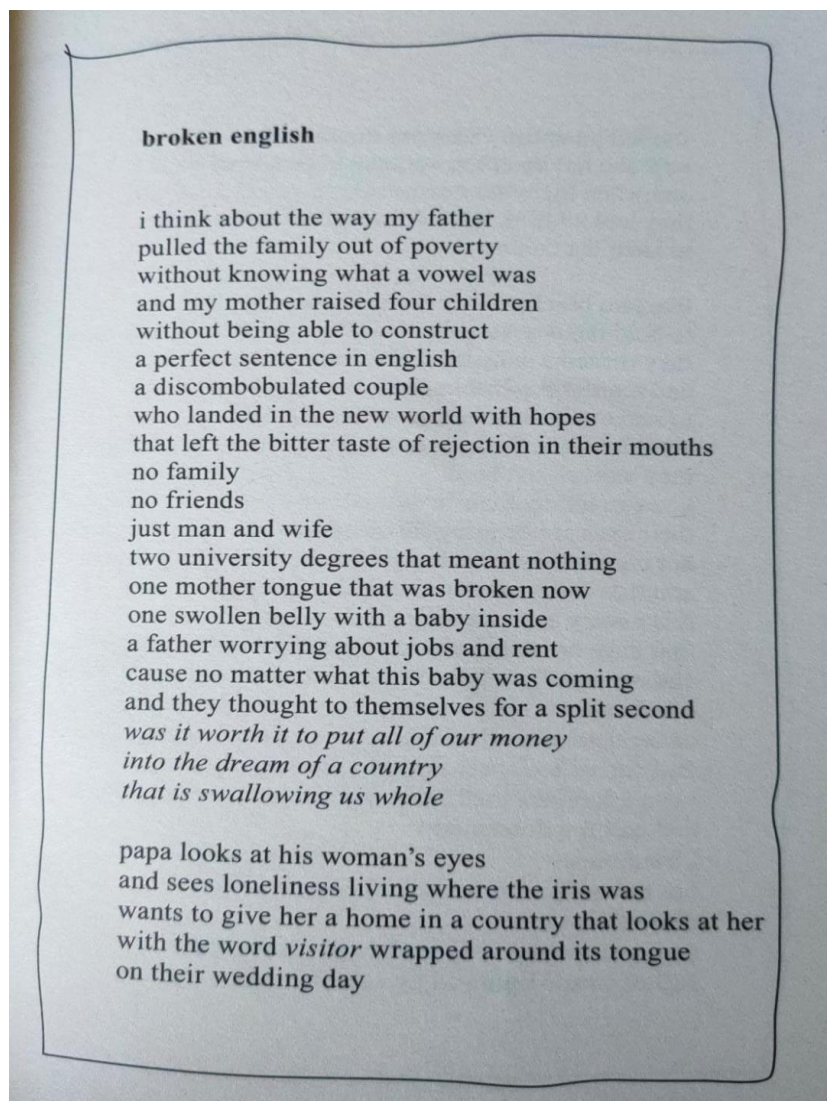 broken english
i think about the way my father
pulled the family out of poverty
without knowing what a vowel was
and my mother raised four children
without being able to construct
a perfect sentence in english
a discombobulated couple
who landed in the new world with hopes
that left the bitter taste of rejection in their mouths
no family
no friends
just man and wife
two university degrees that meant nothing
one mother tongue that was broken now
one swollen belly with a baby inside
a father worrying about jobs and rent
cause no matter what this baby was coming
and they thought to themselves for a split second
was it worth it to put all of our money
into the dream of a country
that is swallowing us whole
papa looks at his woman's eyes
and sees loneliness living where the iris was
wants to give her a home in a country that looks at her
with the word visitor wrapped around its tongue
on their wedding day